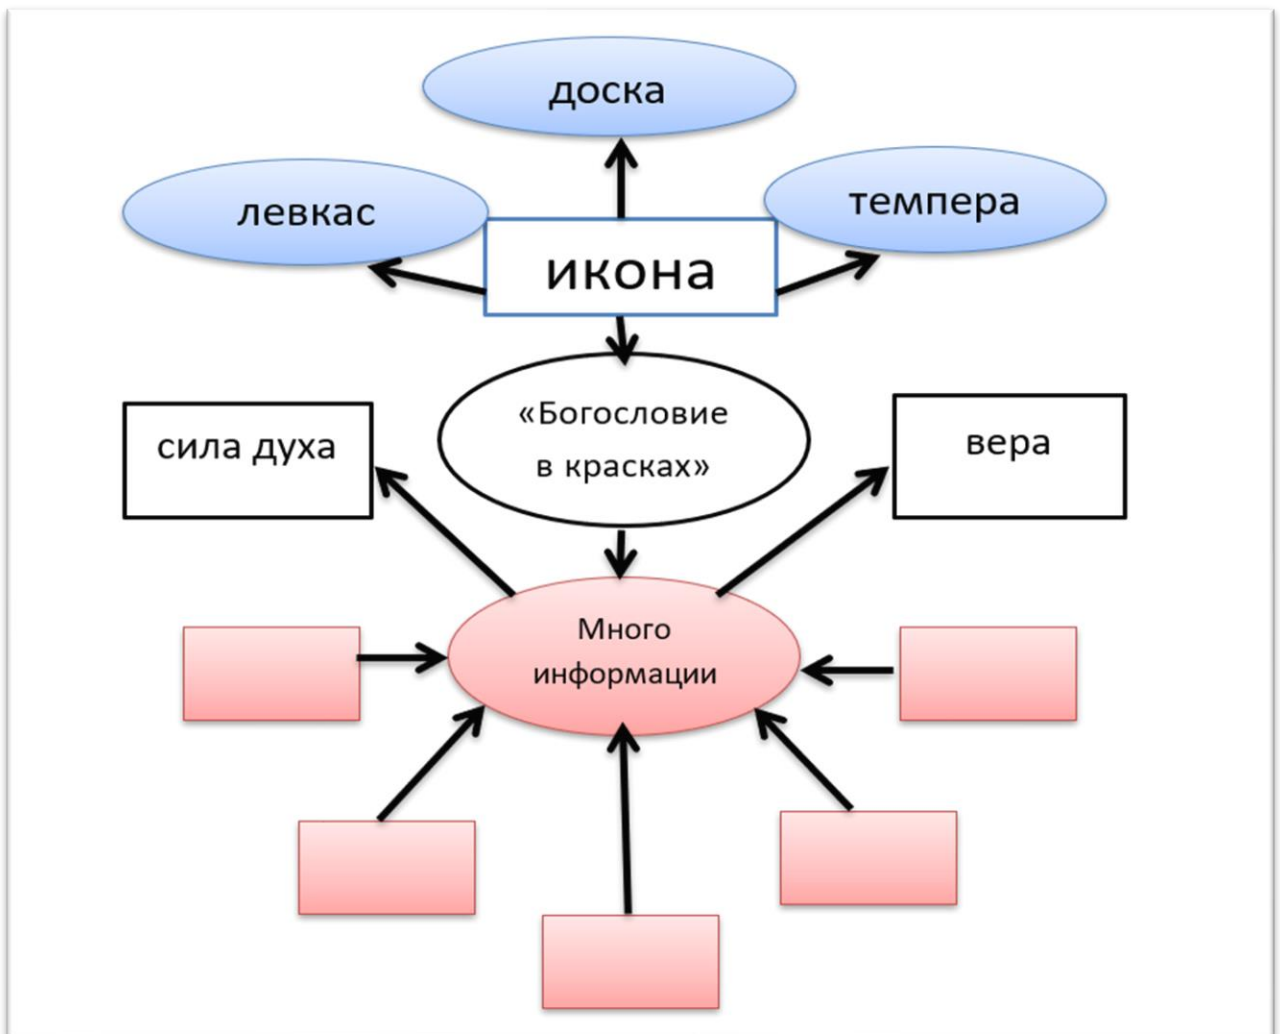 доска
левкас
темпера
икона
«Богословие
в красках»
сила духа
вера
Много
информации